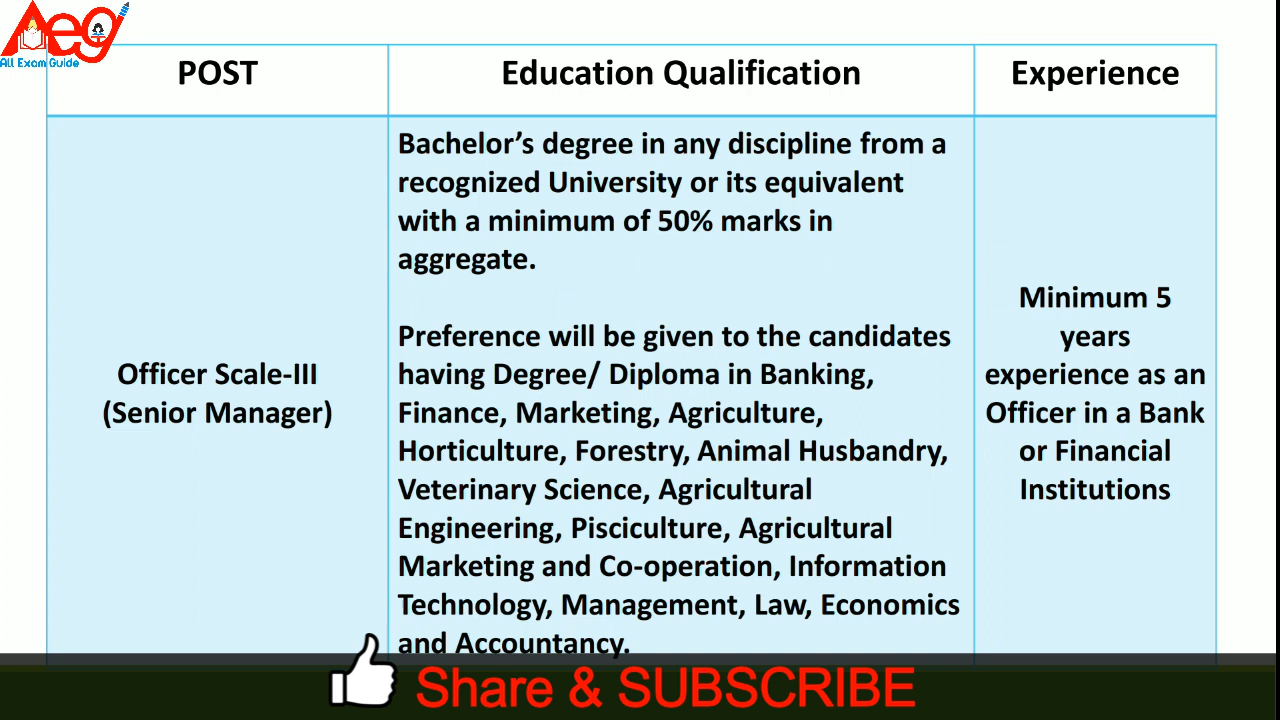 Aeg
All Exam Guide
POST
Education Qualification
Experience
Officer Scale-III
(Senior Manager)
Bachelor’s degree in any discipline from a
recognized University or its equivalent
with a minimum of 50% marks in
aggregate.
Preference will be given to the candidates
having Degree/ Diploma in Banking,
Finance, Marketing, Agriculture,
Horticulture, Forestry, Animal Husbandry,
Veterinary Science, Agricultural
Engineering, Pisciculture, Agricultural
Marketing and Co-operation, Information
Technology, Management, Law, Economics
and Accountancy.
Minimum 5
years
experience as an
Officer in a Bank
or Financial
Institutions
Share & SUBSCRIBE